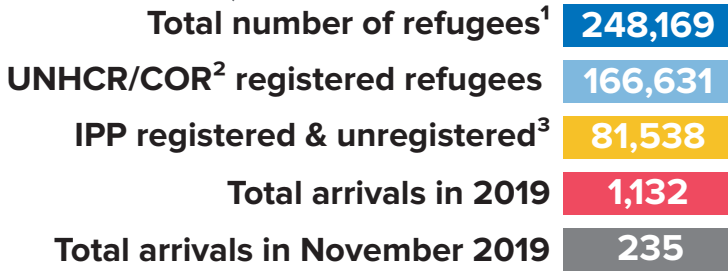 Total number of refugees¹ 248,169
UNHCR/COR² registered refugees 166,631
IPP registered & unregistered³ 81,538
Total arrivals in 2019 1,132
Total arrivals in November 2019 235